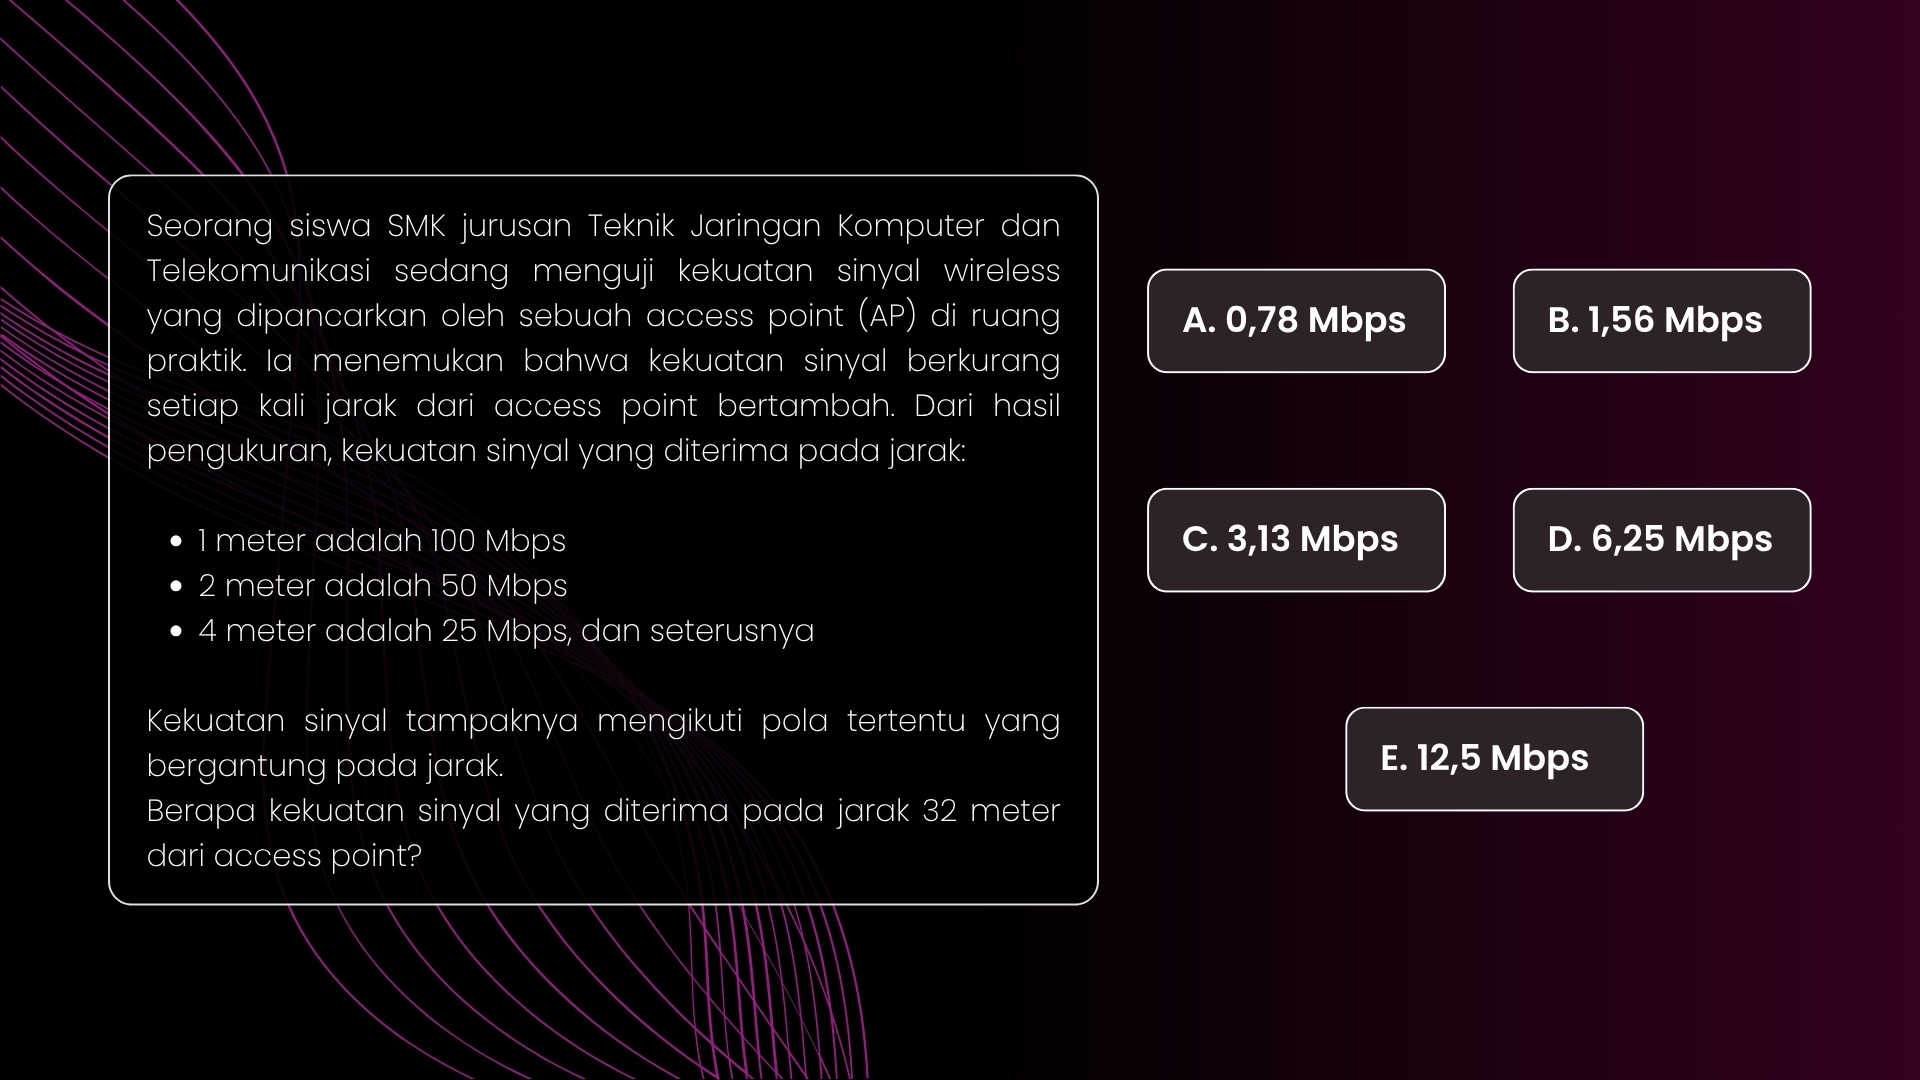 Seorang siswa SMK jurusan Teknik Jaringan Komputer dan
Telekomunikasi sedang menguji kekuatan sinyal wireless
yang dipancarkan oleh sebuah access point (AP) di ruang
praktik. Ia menemukan bahwa kekuatan sinyal berkurang
setiap kali jarak dari access point bertambah. Dari hasil
pengukuran, kekuatan sinyal yang diterima pada jarak:
• 1 meter adalah 100 Mbps
• 2 meter adalah 50 Mbps
• 4 meter adalah 25 Mbps, dan seterusnya
Kekuatan sinyal tampaknya mengikuti pola tertentu yang
bergantung pada jarak.
Berapa kekuatan sinyal yang diterima pada jarak 32 meter
dari access point?
A. 0,78 Mbps
B. 1,56 Mbps
C. 3,13 Mbps
D. 6,25 Mbps
E. 12,5 Mbps